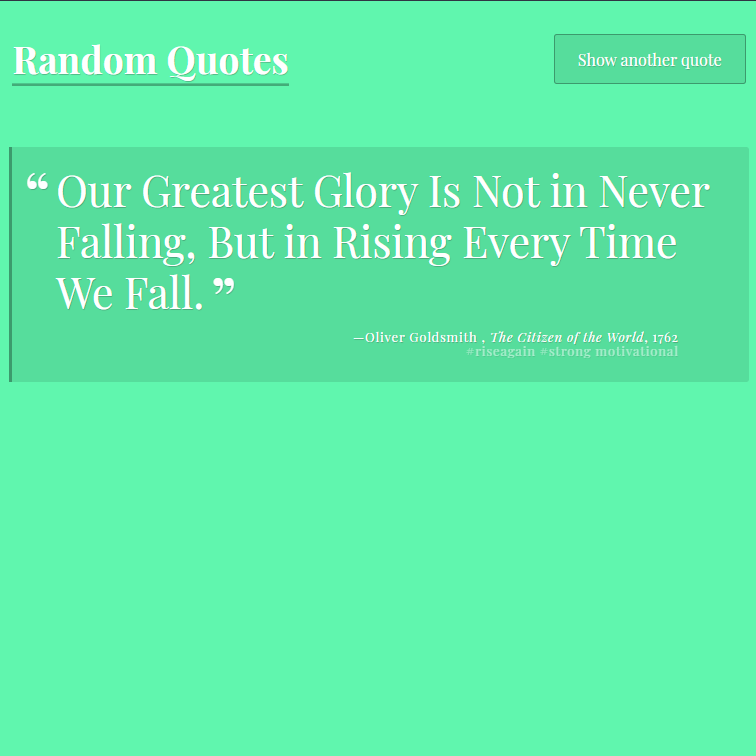 Random Quotes
Show another quote
“ Our Greatest Glory Is Not in Never
Falling, But in Rising Every Time
We Fall. ”
—Oliver Goldsmith , The Citizen of the World, 1762
#riseagain #strong motivational